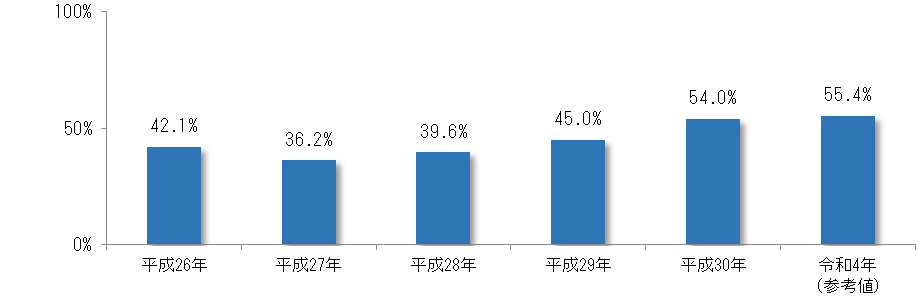 100%
50%
0%
42.1%
36.2%
39.6%
45.0%
54.0%
55.4%
平成26年
平成27年
平成28年
平成29年
平成30年
令和4年
(参考値)